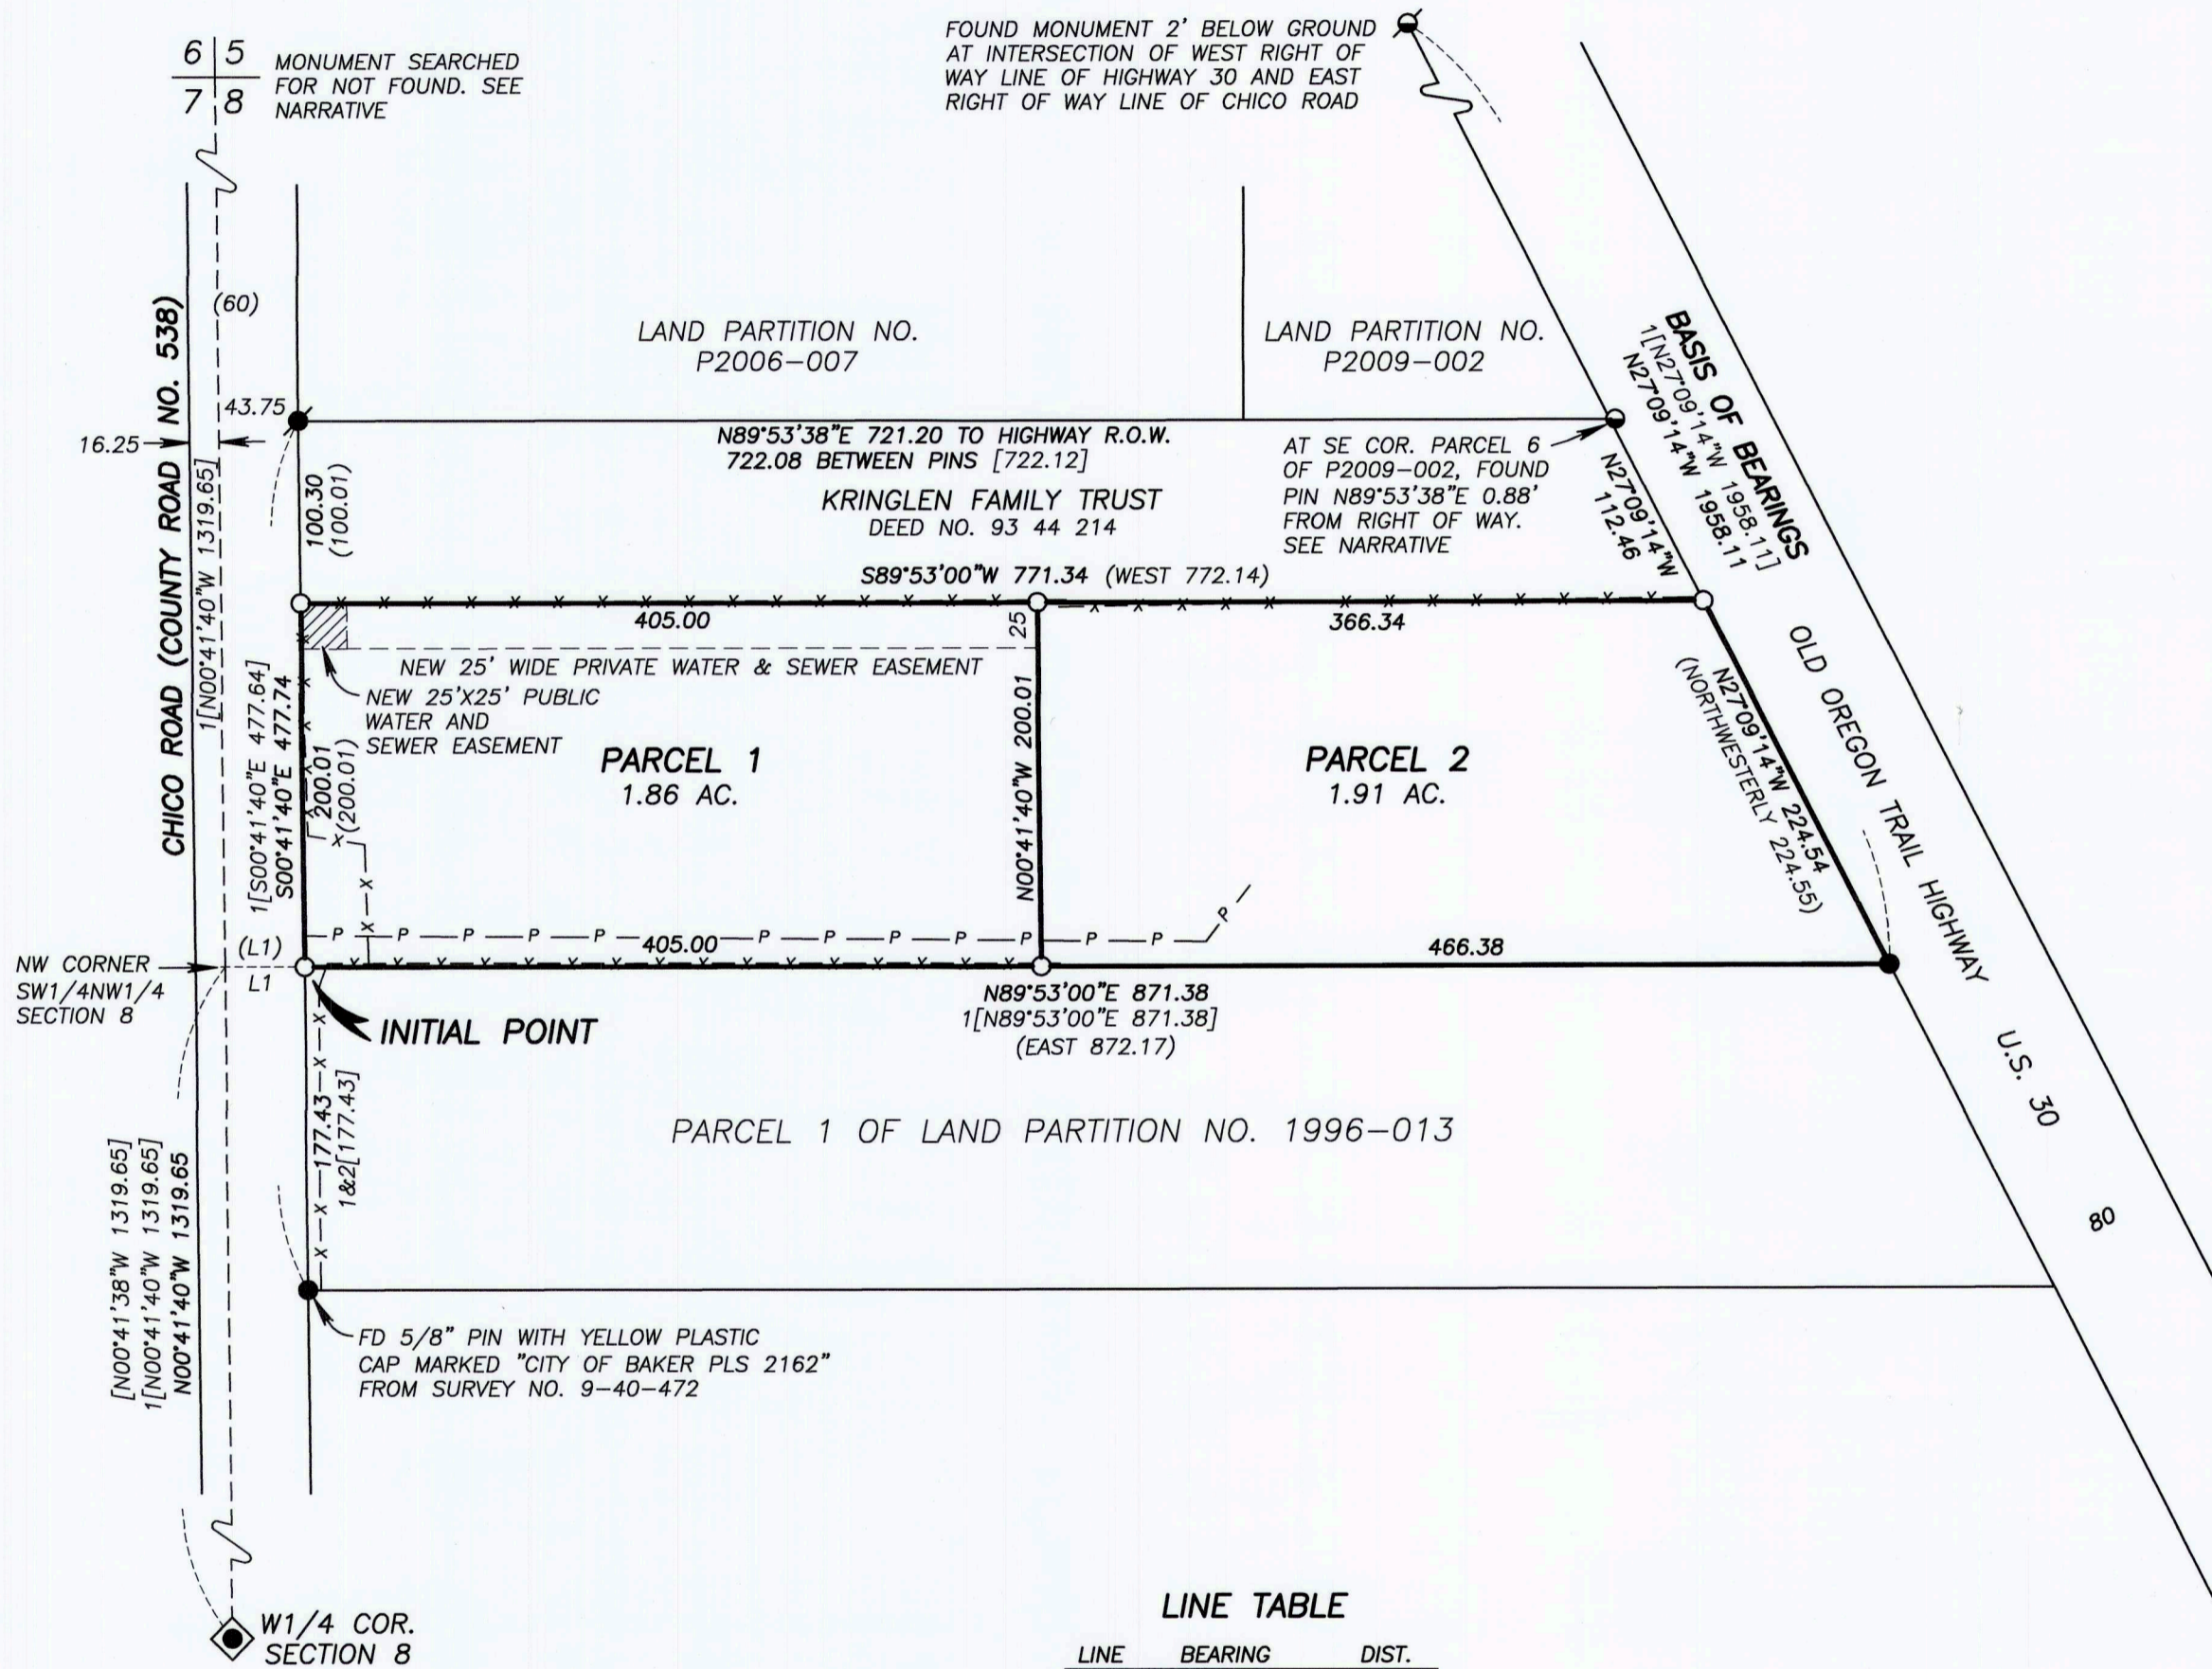 6 5
7 8
MONUMENT SEARCHED
FOR NOT FOUND. SEE
NARRATIVE
FOUND MONUMENT 2' BELOW GROUND
AT INTERSECTION OF WEST RIGHT OF
WAY LINE OF HIGHWAY 30 AND EAST
RIGHT OF WAY LINE OF CHICO ROAD
CHICO ROAD (COUNTY ROAD NO. 538)
(60)
43.75
16.25
1[N00°41'40"W 1319.65]
LAND PARTITION NO.
P2006-007
LAND PARTITION NO.
P2009-002
BASIS OF BEARINGS
1[N27°09'14"W 1958.11]
N27°09'14"W 1958.11
N89°53'38"E 721.20 TO HIGHWAY R.O.W.
722.08 BETWEEN PINS [722.12]
KRINGLEN FAMILY TRUST
DEED NO. 93 44 214
AT SE COR. PARCEL 6
OF P2009-002, FOUND
PIN N89°53'38"E 0.88'
FROM RIGHT OF WAY.
SEE NARRATIVE
N27°09'14"W
112.46
100.30
(100.01)
S89°53'00"W 771.34 (WEST 772.14)
405.00
25
366.34
NEW 25' WIDE PRIVATE WATER & SEWER EASEMENT
NEW 25'X25' PUBLIC
WATER AND
SEWER EASEMENT
1[S00°41'40"E 477.64]
S00°41'40"E 477.74
200.01
(200.01)
PARCEL 1
1.86 AC.
N00°41'40"W 200.01
PARCEL 2
1.91 AC.
N27°09'14"W 224.54
(NORTHWESTERLY 224.55)
OLD OREGON TRAIL HIGHWAY
U.S. 30
80
X X X X X X X X X X X X X X X X
X X X X X X X X X X X X X
X X X X
X X
X
X
P P P P P
405.00
P P P P P P P P
466.38
X X X X X X X X X X X X X X
(L1)
L1
NW CORNER
SW1/4NW1/4
SECTION 8
INITIAL POINT
N89°53'00"E 871.38
1[N89°53'00"E 871.38]
(EAST 872.17)
X X X
177.43
1&2[177.43]
X X
PARCEL 1 OF LAND PARTITION NO. 1996-013
[N00°41'38"W 1319.65]
1[N00°41'40"W 1319.65]
N00°41'40"W 1319.65
FD 5/8" PIN WITH YELLOW PLASTIC
CAP MARKED "CITY OF BAKER PLS 2162"
FROM SURVEY NO. 9-40-472
W1/4 COR.
SECTION 8
LINE TABLE
LINE BEARING DIST.